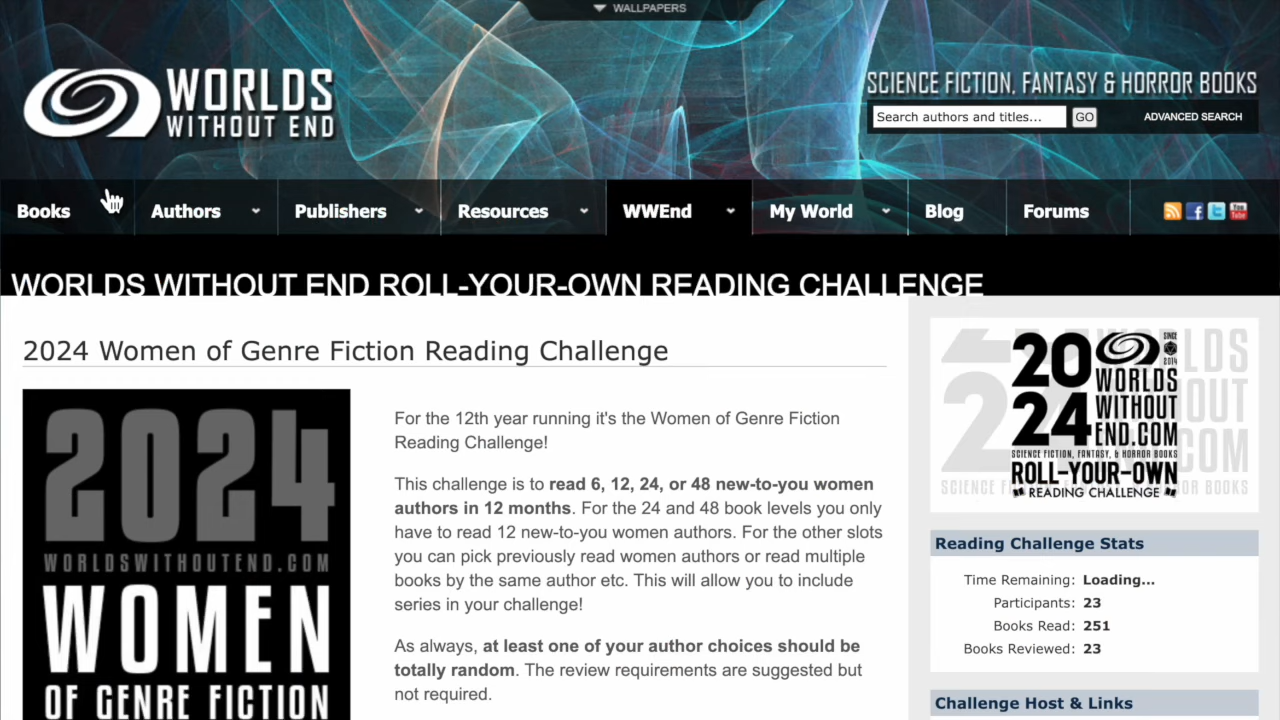 WALLPAPERS
WORLDS
WITHOUT END
SCIENCE FICTION, FANTASY & HORROR BOOKS
Search authors and titles...
GO
ADVANCED SEARCH
Books
Authors
Publishers
Resources
WWEnd
My World
Blog
Forums
You
Tube
WORLDS WITHOUT END ROLL-YOUR-OWN READING CHALLENGE
2024 Women of Genre Fiction Reading Challenge
2024
WORLDSWITHOUTEND.COM
WOMEN
OF GENRE FICTION
For the 12th year running it's the Women of Genre Fiction
Reading Challenge!
This challenge is to read 6, 12, 24, or 48 new-to-you women
authors in 12 months. For the 24 and 48 book levels you only
have to read 12 new-to-you women authors. For the other slots
you can pick previously read women authors or read multiple
books by the same author etc. This will allow you to include
series in your challenge!
As always, at least one of your author choices should be
totally random. The review requirements are suggested but
not required.
20
24
SINCE
2014
WORLDS
WITHOUT
END.COM
SCIENCE FICTION, FANTASY, & HORROR BOOKS
ROLL-YOUR-OWN
READING CHALLENGE
Reading Challenge Stats
Time Remaining: Loading...
Participants: 23
Books Read: 251
Books Reviewed: 23
Challenge Host & Links